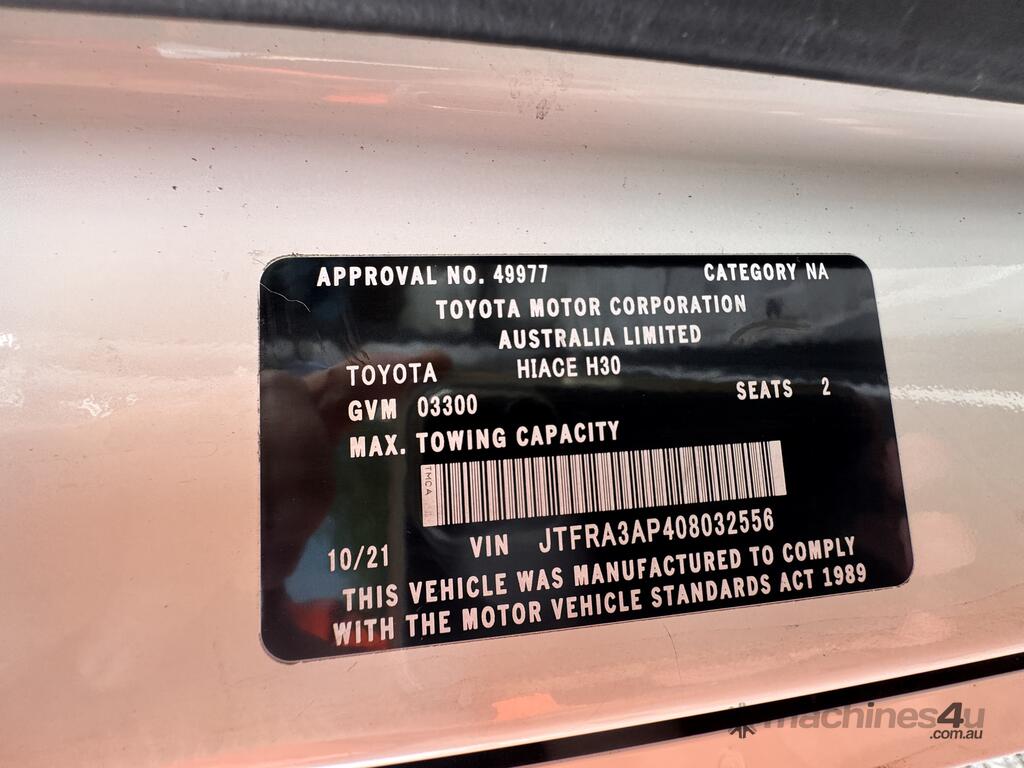 APPROVAL NO. 49977 CATEGORY NA
TOYOTA MOTOR CORPORATION
AUSTRALIA LIMITED
TOYOTA HIACE H30
GVM 03300 SEATS 2
MAX. TOWING CAPACITY
TMCA
10/21 VIN JTFRA3AP408032556
THIS VEHICLE WAS MANUFACTURED TO COMPLY
WITH THE MOTOR VEHICLE STANDARDS ACT 1989
machines4u
.com.au